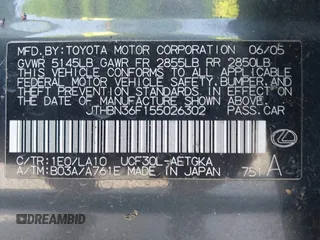 MFD. BY: TOYOTA MOTOR CORPORATION 06/05
GVWR 5145LB GAWR FR 2855LB RR 2850LB
THIS VEHICLE CONFORMS TO ALL APPLICABLE
FEDERAL MOTOR VEHICLE SAFETY, BUMPER, AND
THEFT PREVENTION STANDARDS IN EFFECT ON
THE DATE OF MANUFACTURE SHOWN ABOVE.
JTHBN36F155026302 PASS.CAR
C/TR: 1E0/LA10 UCF30L-AETGKA
A/TM: B03A/A761E MADE IN JAPAN 751 A
DREAMBID